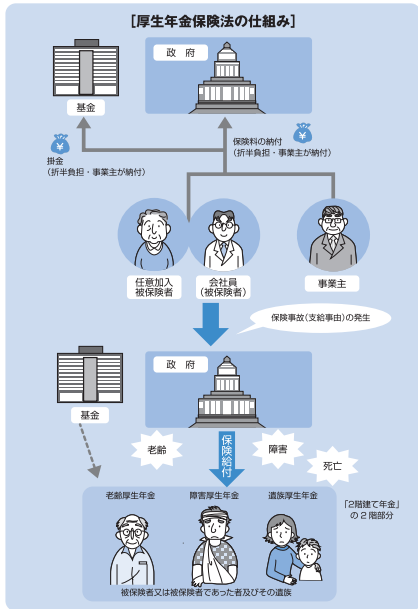 ［厚生年金保険法の仕組み］
政　府
基金
¥
保険料の納付
（折半負担・事業主が納付）
¥
掛金
（折半負担・事業主が納付）
任意加入
被保険者
会社員
（被保険者）
事業主
保険事故（支給事由）の発生
政　府
基金
老齢
保険給付
障害
死亡
老齢厚生年金
障害厚生年金
遺族厚生年金
「2階建て年金」
の2階部分
被保険者又は被保険者であった者及びその遺族